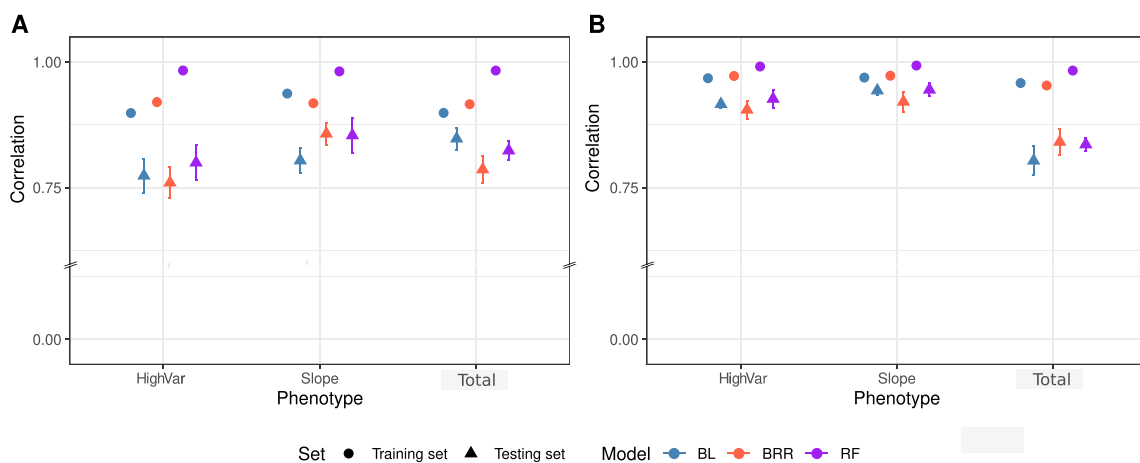 A
B
Correlation
1.00
0.75
0.00
HighVar
Slope
Total
Phenotype
Correlation
1.00
0.75
0.00
HighVar
Slope
Total
Phenotype
Set Training set Testing set Model BL BRR RF